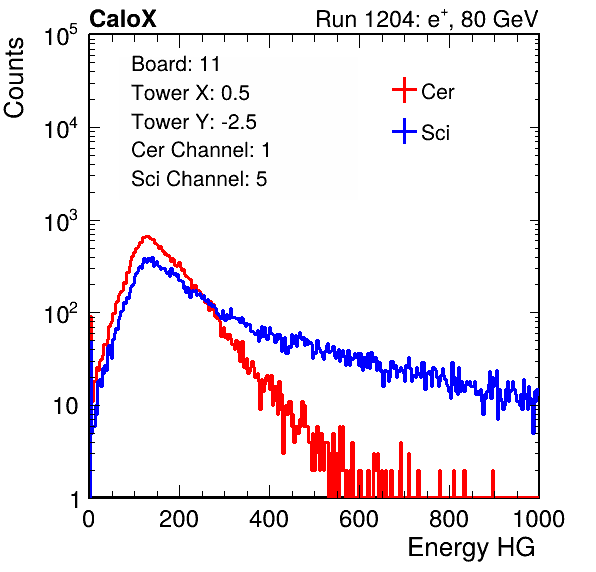 CaloX Run 1204: e⁺, 80 GeV
Counts
Board: 11
Tower X: 0.5
Tower Y: -2.5
Cer Channel: 1
Sci Channel: 5
Cer
Sci
10⁵
10⁴
10³
10²
10
1
0 200 400 600 800 1000
Energy HG